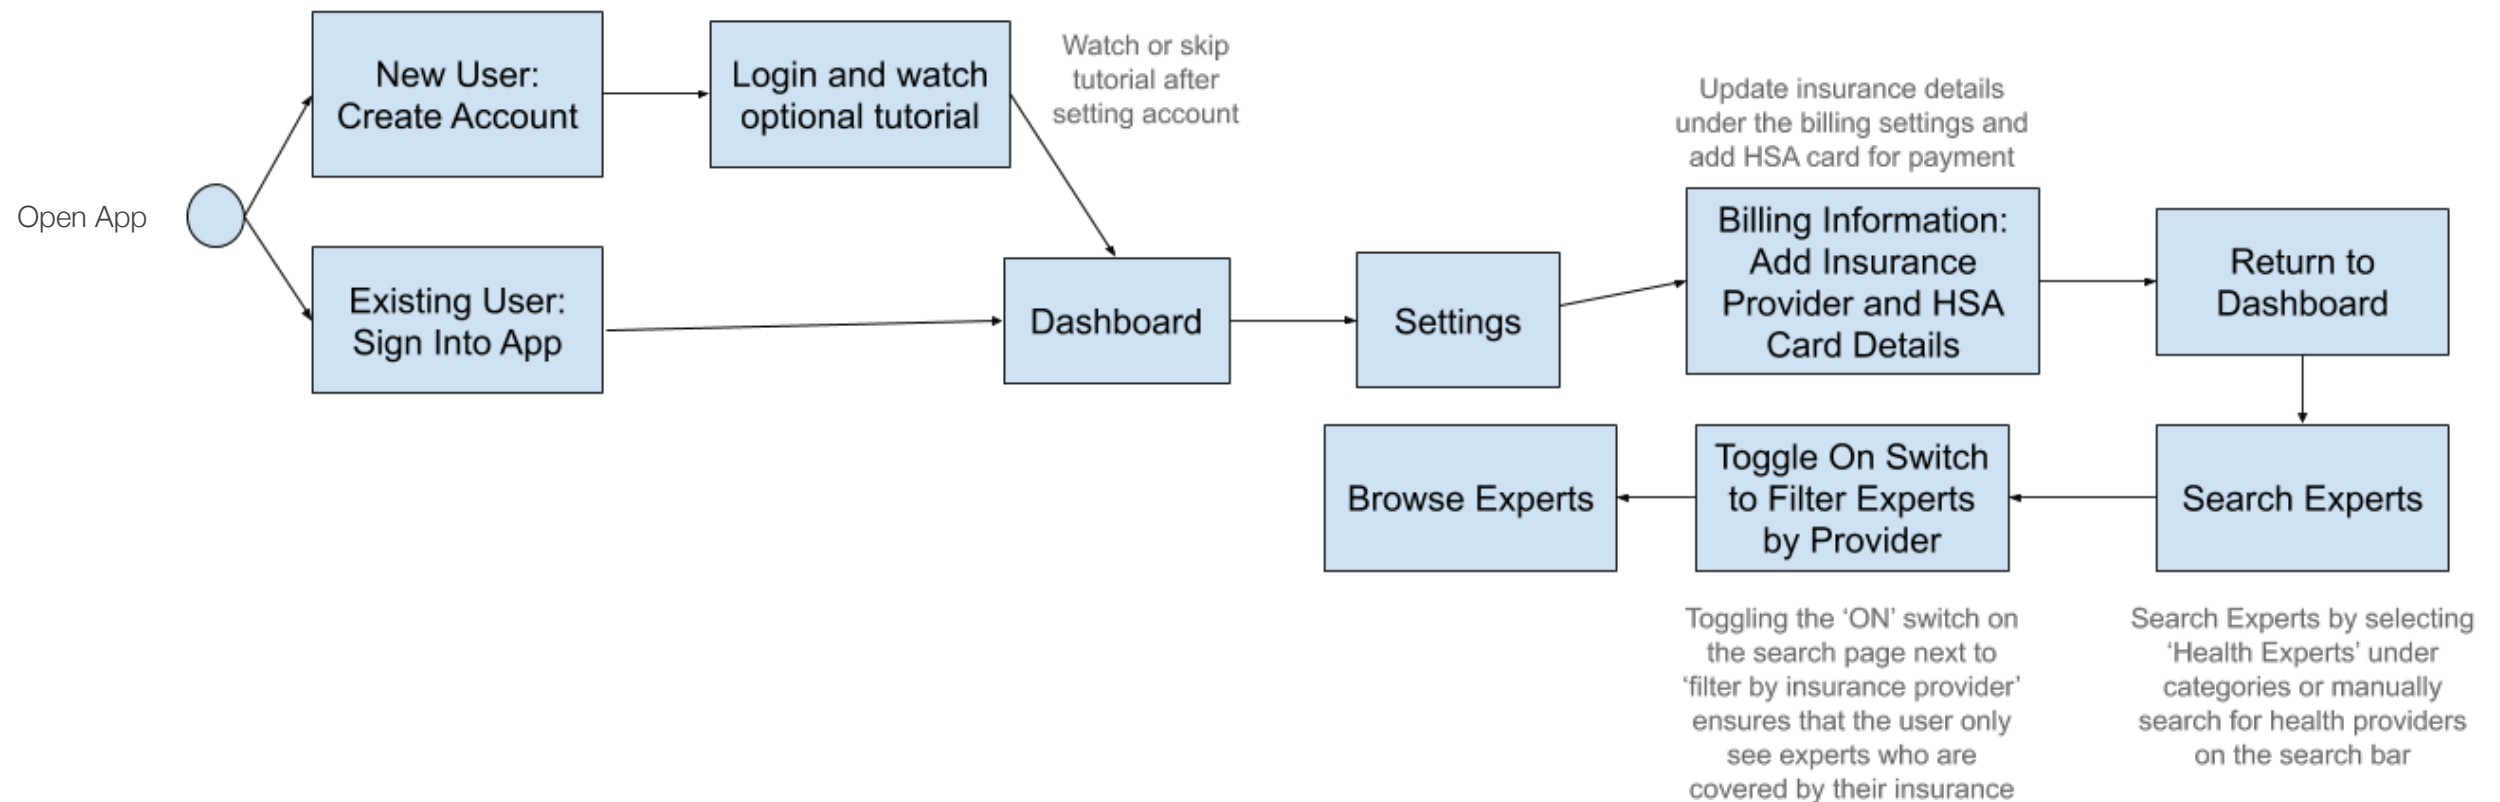 Open App
New User:
Create Account
Login and watch
optional tutorial
Watch or skip
tutorial after
setting account
Existing User:
Sign Into App
Dashboard
Settings
Update insurance details
under the billing settings and
add HSA card for payment
Billing Information:
Add Insurance
Provider and HSA
Card Details
Return to
Dashboard
Search Experts
Search Experts by selecting
‘Health Experts’ under
categories or manually
search for health providers
on the search bar
Toggle On Switch
to Filter Experts
by Provider
Toggling the ‘ON’ switch on
the search page next to
‘filter by insurance provider’
ensures that the user only
see experts who are
covered by their insurance
Browse Experts